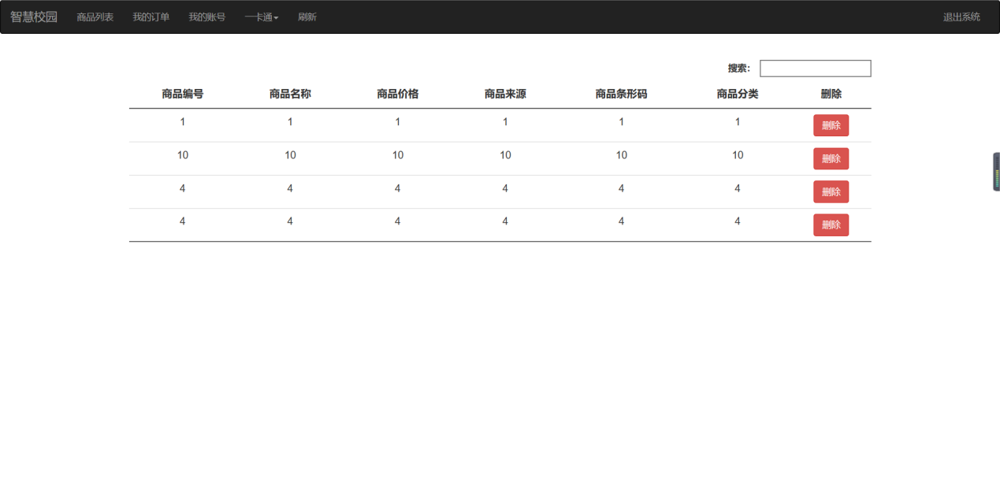 智慧校园 商品列表 我的订单 我的账号 一卡通 刷新 退出系统
搜索:
商品编号 商品名称 商品价格 商品来源 商品条形码 商品分类 删除
1 1 1 1 1 1 删除
10 10 10 10 10 10 删除
4 4 4 4 4 4 删除
4 4 4 4 4 4 删除